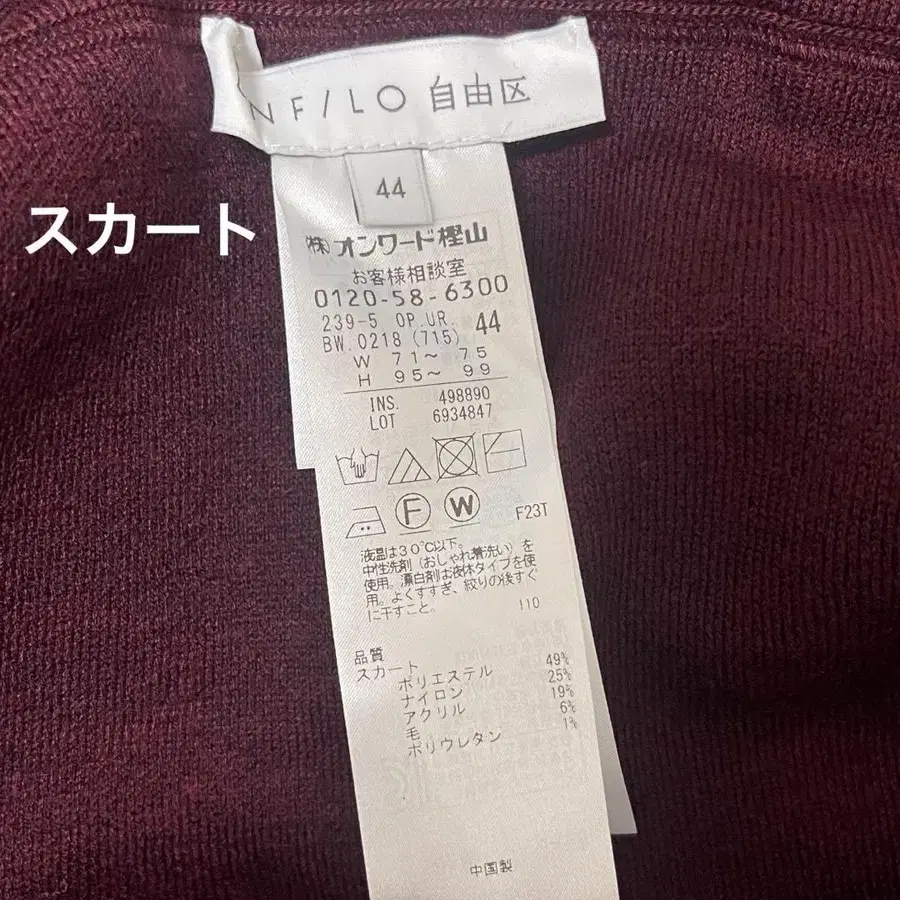 NF/LO 自由区
44
スカート
㈱オンワード樫山
お客様相談室
0120-58-6300
239-5 OP.UR. 44
BW.0218 (715)
W 71~ 75
H 95~ 99
INS. 498890
LOT 6934847
F W F23T
液温は30℃以下。
中性洗剤(おしゃれ着洗い)を
使用。漂白剤は液体タイプを使
用。よくすすぎ、絞りの後すぐ
に干すこと。 110
品質
スカート
ポリエステル 49%
ナイロン 25%
アクリル 19%
毛 6%
ポリウレタン 1%
中国製